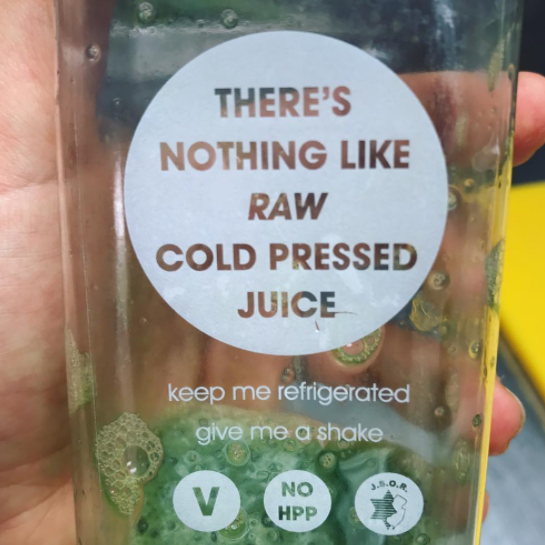 THERE'S
NOTHING LIKE
RAW
COLD PRESSED
JUICE
keep me refrigerated
give me a shake
V
NO
HPP
J.S.O.R.